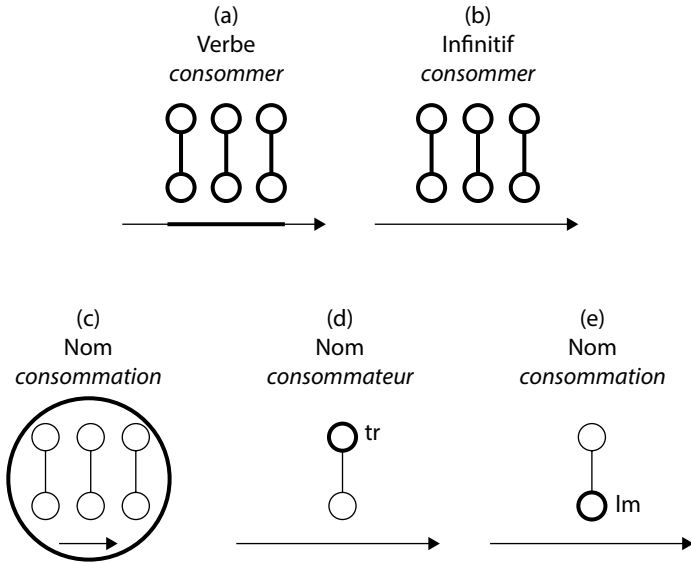 (a)
Verbe
consommer
(b)
Infinitif
consommer
(c)
Nom
consommation
(d)
Nom
consommateur
tr
(e)
Nom
consommation
lm